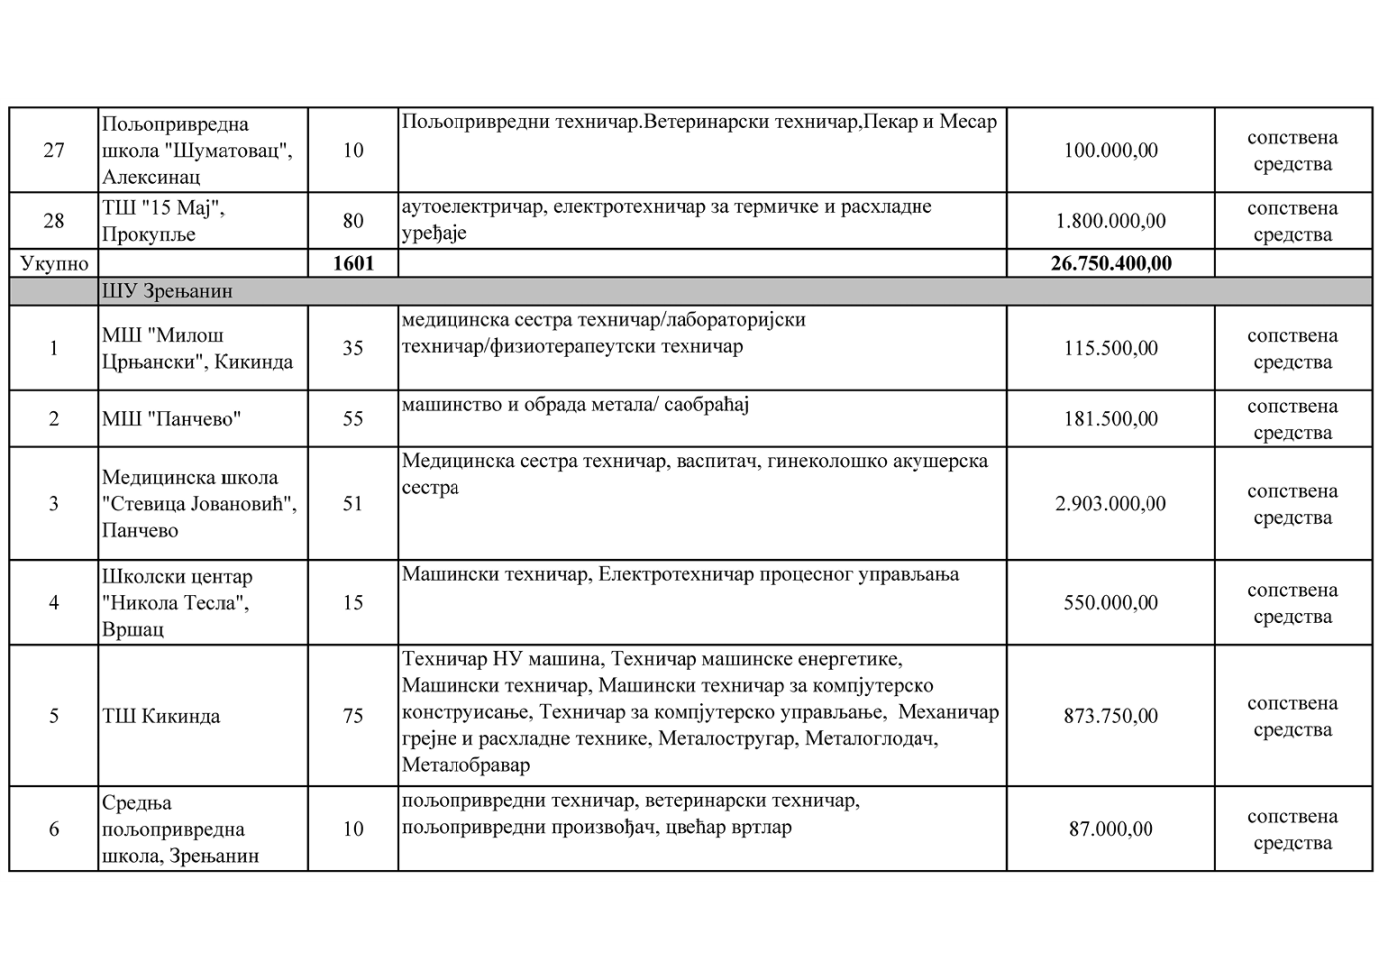 27
Пољопривредна
школа "Шуматовац",
Алексинац
10
Пољопривредни техничар.Ветеринарски техничар,Пекар и Месар
100.000,00
сопствена
средства
28
ТШ "15 Мај",
Прокупље
80
аутоелектричар, електротехничар за термичке и расхладне
уређаје
1.800.000,00
сопствена
средства
Укупно
1601
26.750.400,00
ШУ Зрењанин
1
МШ "Милош
Црњански", Кикинда
35
медицинска сестра техничар/лабораторијски
техничар/физиотерапеутски техничар
115.500,00
сопствена
средства
2
МШ "Панчево"
55
машинство и обрада метала/ саобраћај
181.500,00
сопствена
средства
3
Медицинска школа
"Стевица Јовановић",
Панчево
51
Медицинска сестра техничар, васпитач, гинеколошко акушерска
сестра
2.903.000,00
сопствена
средства
4
Школски центар
"Никола Тесла",
Вршац
15
Машински техничар, Електротехничар процесног управљања
550.000,00
сопствена
средства
5
ТШ Кикинда
75
Техничар НУ машина, Техничар машинске енергетике,
Машински техничар, Машински техничар за компјутерско
конструисање, Техничар за компјутерско управљање,  Механичар
грејне и расхладне технике, Металостругар, Металоглодач,
Металобравар
873.750,00
сопствена
средства
6
Средња
пољопривредна
школа, Зрењанин
10
пољопривредни техничар, ветеринарски техничар,
пољопривредни произвођач, цвећар вртлар
87.000,00
сопствена
средства